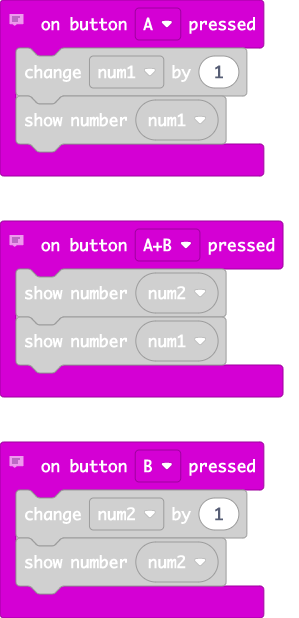 on button A pressed
change num1 by 1
show number num1
on button A+B pressed
show number num2
show number num1
on button B pressed
change num2 by 1
show number num2